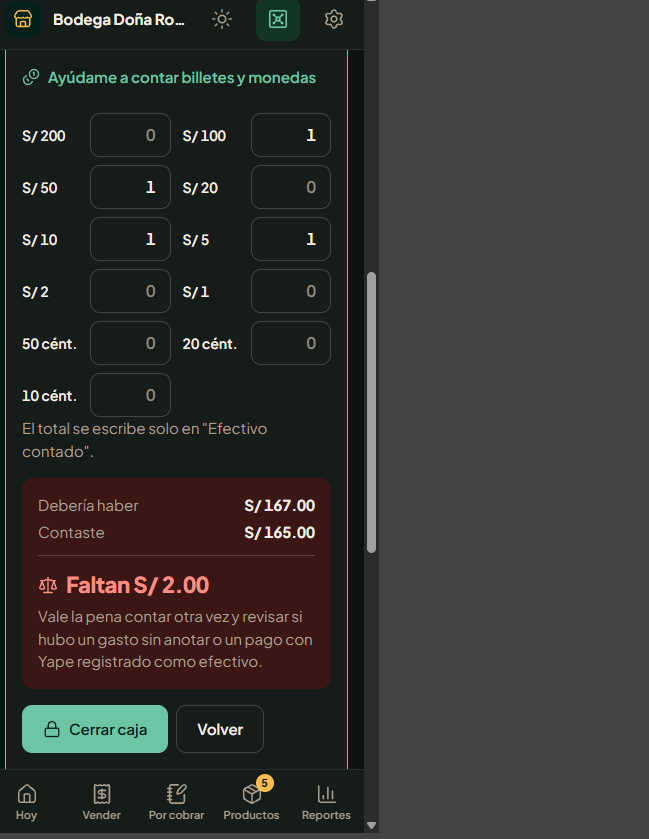 Bodega Doña Ro...
Ayúdame a contar billetes y monedas
S/ 200 0 S/ 100 1
S/ 50 1 S/ 20 0
S/ 10 1 S/ 5 1
S/ 2 0 S/ 1 0
50 cént. 0 20 cént. 0
10 cént. 0
El total se escribe solo en "Efectivo
contado".
Debería haber S/ 167.00
Contaste S/ 165.00
Faltan S/ 2.00
Vale la pena contar otra vez y revisar si
hubo un gasto sin anotar o un pago con
Yape registrado como efectivo.
Cerrar caja Volver
5
Hoy Vender Por cobrar Productos Reportes